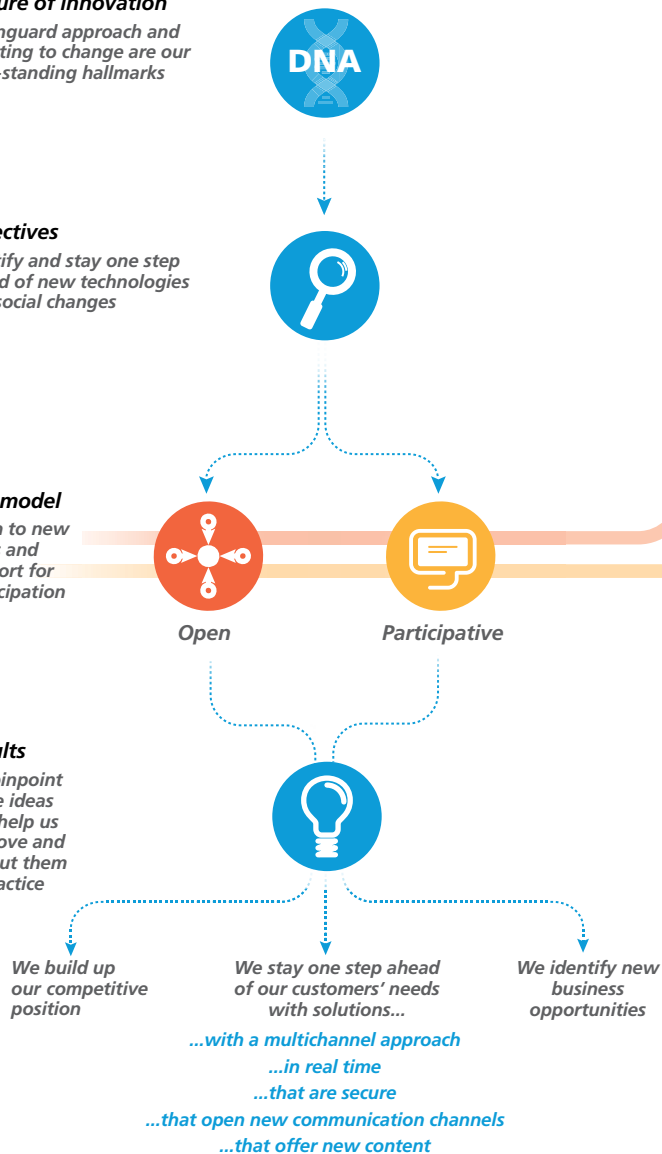 ure of innovation
nguard approach and
ting to change are our
-standing hallmarks
DNA
ectives
ify and stay one step
d of new technologies
social changes
model
n to new
and
ort for
cipation
Open
Participative
ults
inpoint
e ideas
help us
ove and
ut them
actice
We build up
our competitive
position
We stay one step ahead
of our customers' needs
with solutions...
...with a multichannel approach
...in real time
...that are secure
...that open new communication channels
...that offer new content
We identify new
business
opportunities